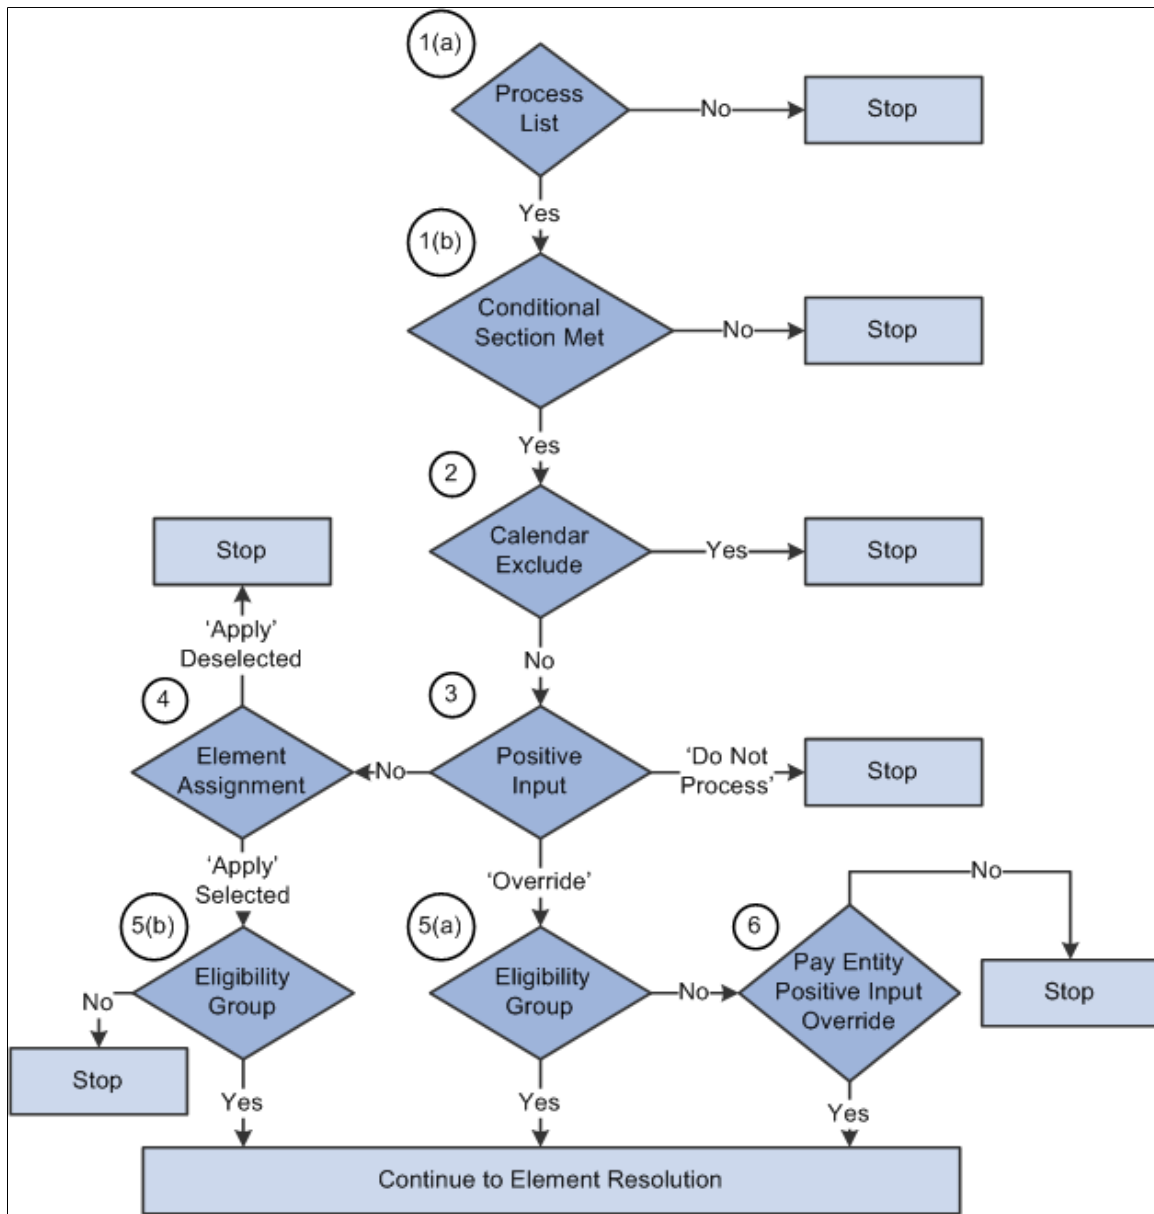 1(a)
Process
List
No
Stop
Yes
1(b)
Conditional
Section Met
No
Stop
Yes
2
Calendar
Exclude
Yes
Stop
Stop
‘Apply’
Deselected
No
4
3
Element
Assignment
No
Positive
Input
‘Do Not
Process’
Stop
‘Apply’
Selected
‘Override’
No
5(b)
5(a)
6
Eligibility
Group
No
Stop
Eligibility
Group
No
Pay Entity
Positive Input
Override
Stop
Yes
Yes
Yes
Continue to Element Resolution